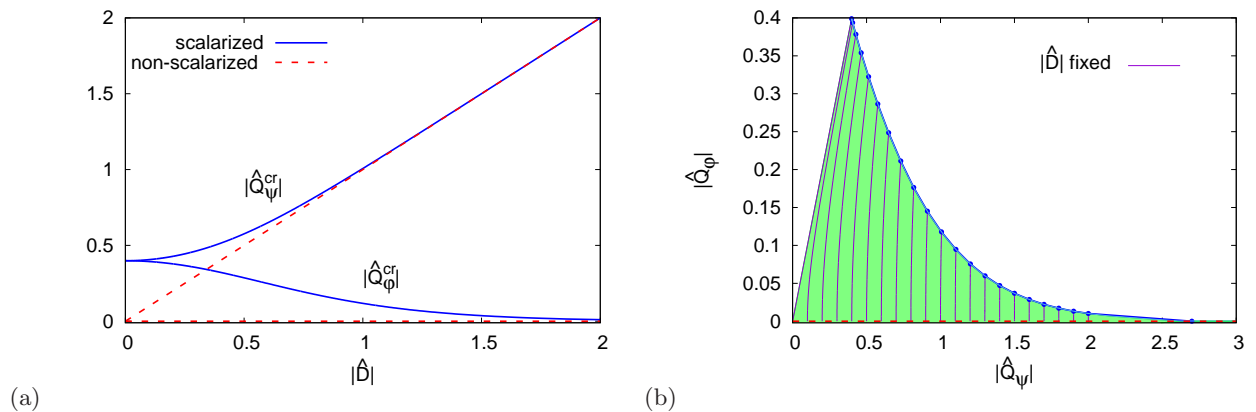 2
1.5
1
0.5
0
0 0.5 1 1.5 2
scalarized
non-scalarized
|Q̂ψ^cr|
|Q̂φ^cr|
|D̂|
(a)
0.4
0.35
0.3
0.25
0.2
0.15
0.1
0.05
0
0 0.5 1 1.5 2 2.5 3
|D̂| fixed
|Q̂φ|
|Q̂ψ|
(b)